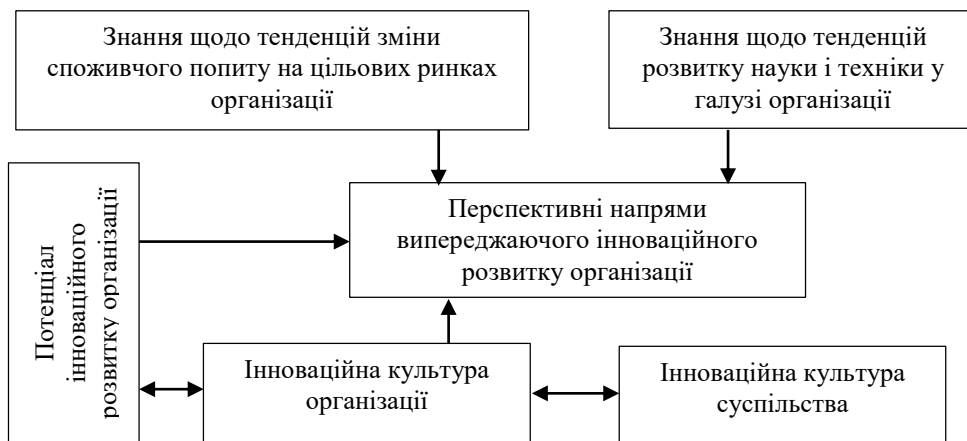 Знання щодо тенденцій зміни
споживчого попиту на цільових ринках
організації
Знання щодо тенденцій
розвитку науки і техніки у
галузі організації
Потенціал
інноваційного
розвитку організації
Перспективні напрями
випереджаючого інноваційного
розвитку організації
Інноваційна культура
організації
Інноваційна культура
суспільства